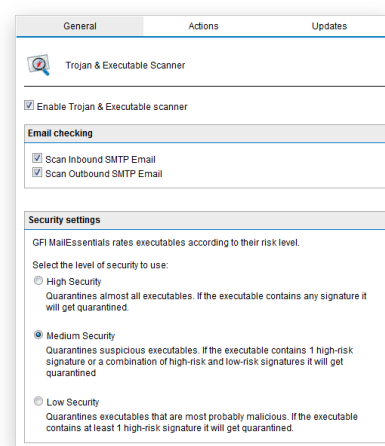 General Actions Updates
Trojan & Executable Scanner
Enable Trojan & Executable scanner
Email checking
Scan Inbound SMTP Email
Scan Outbound SMTP Email
Security settings
GFI MailEssentials rates executables according to their risk level.
Select the level of security to use:
High Security
Quarantines almost all executables. If the executable contains any signature it
will get quarantined.
Medium Security
Quarantines suspicious executables. If the executable contains 1 high-risk
signature or a combination of high-risk and low-risk signatures it will get
quarantined
Low Security
Quarantines executables that are most probably malicious. If the executable
contains at least 1 high-risk signature it will get quarantined.